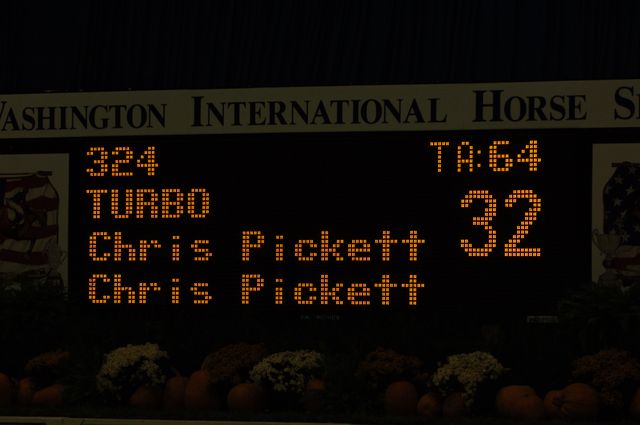 WASHINGTON INTERNATIONAL HORSE
324 TA:64
TURBO 32
Chris Pickett
Chris Pickett